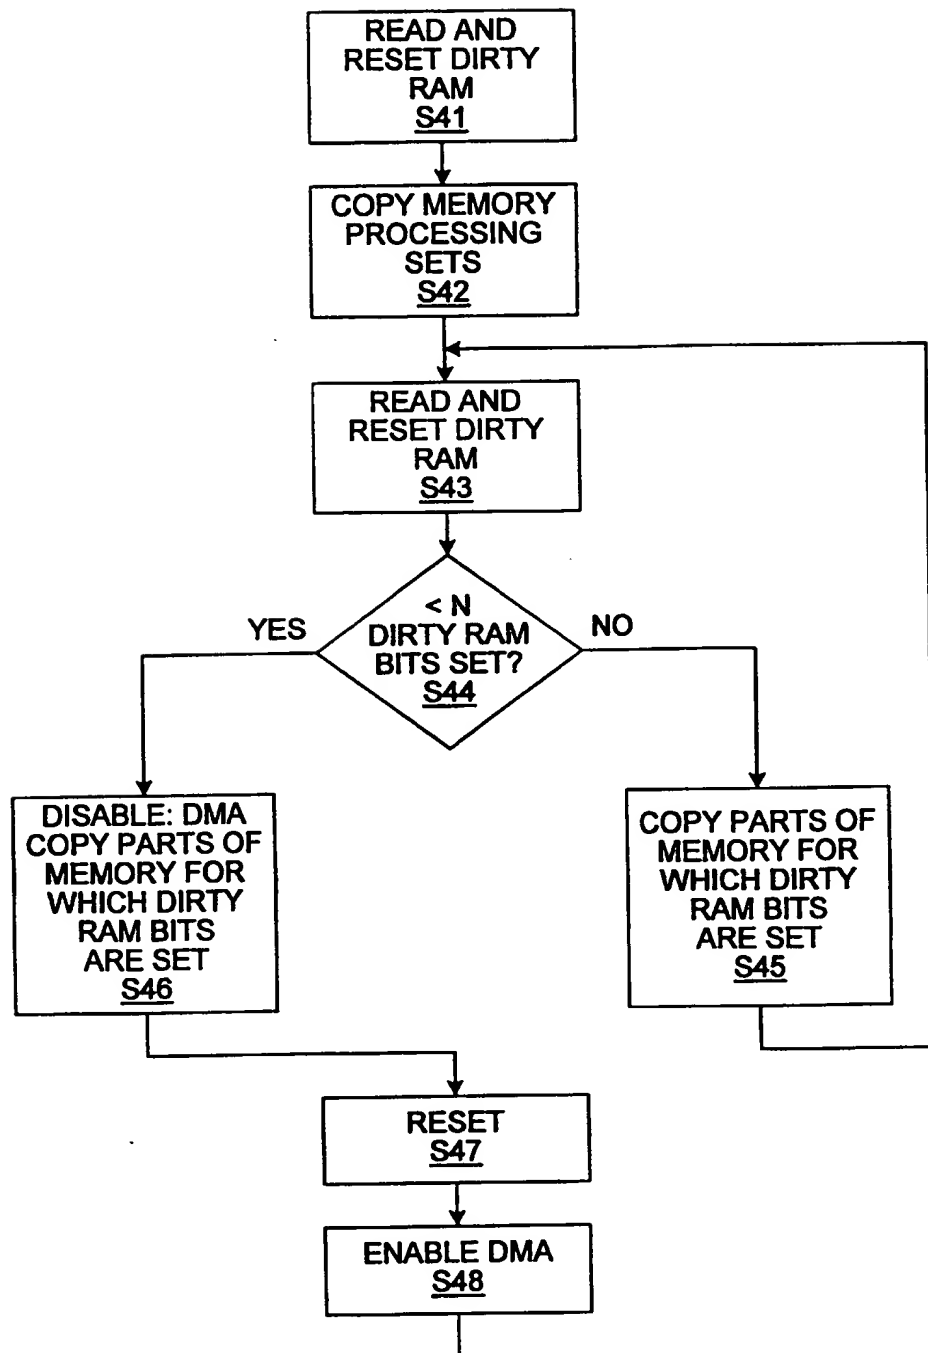 READ AND
RESET DIRTY
RAM
S41
COPY MEMORY
PROCESSING
SETS
S42
READ AND
RESET DIRTY
RAM
S43
< N
DIRTY RAM
BITS SET?
S44
YES
NO
DISABLE: DMA
COPY PARTS OF
MEMORY FOR
WHICH DIRTY
RAM BITS
ARE SET
S46
COPY PARTS OF
MEMORY FOR
WHICH DIRTY
RAM BITS
ARE SET
S45
RESET
S47
ENABLE DMA
S48